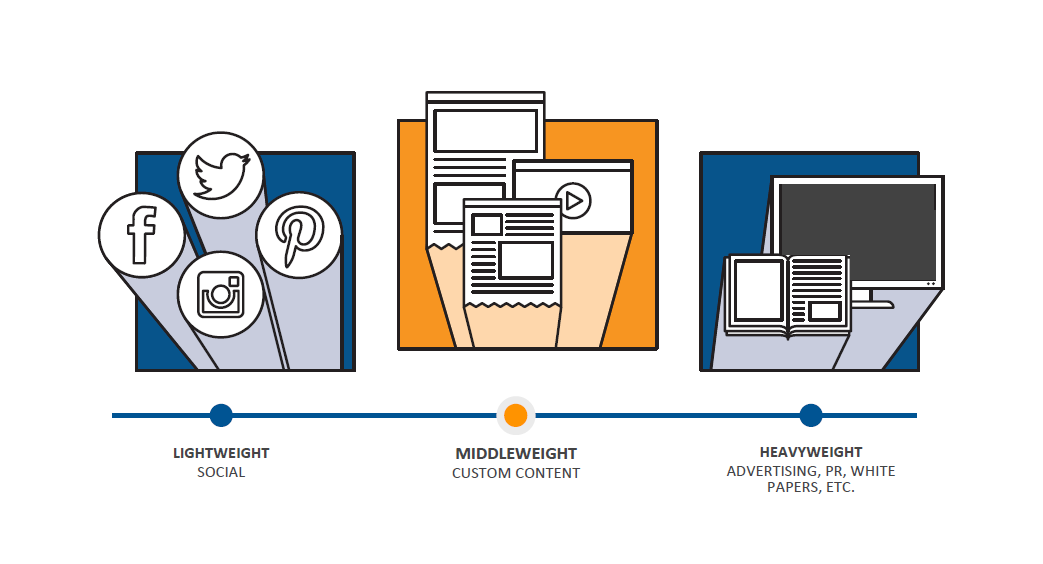 LIGHTWEIGHT
SOCIAL
MIDDLEWEIGHT
CUSTOM CONTENT
HEAVYWEIGHT
ADVERTISING, PR, WHITE
PAPERS, ETC.